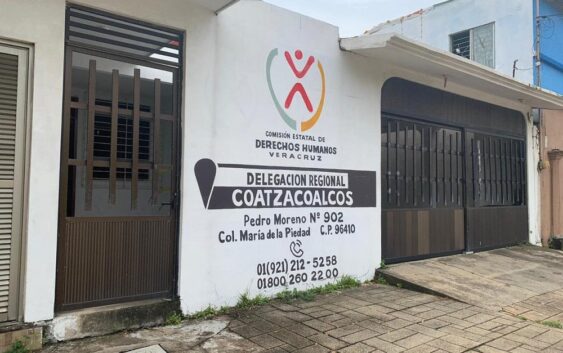 COMISIÓN ESTATAL DE
DERECHOS HUMANOS
VERACRUZ
DELEGACION REGIONAL
COATZACOALCOS
Pedro Moreno Nº 902
Col. María de la Piedad C.P. 96410
01(921) 212-5258
01800 260 22 00